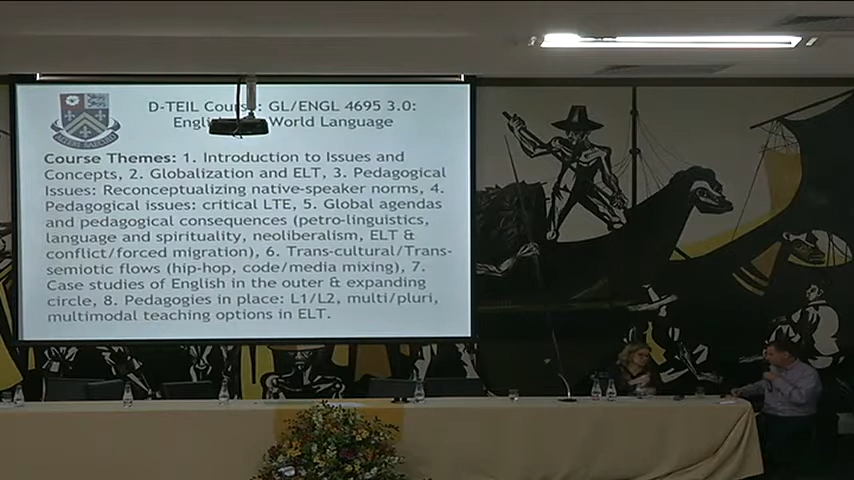 D-TEIL Course: GL/ENGL 4695 3.0:
English World Language
Course Themes: 1. Introduction to Issues and
Concepts, 2. Globalization and ELT, 3. Pedagogical
Issues: Reconceptualizing native-speaker norms, 4.
Pedagogical issues: critical LTE, 5. Global agendas
and pedagogical consequences (petro-linguistics,
language and spirituality, neoliberalism, ELT &
conflict/forced migration), 6. Trans-cultural/Trans-
semiotic flows (hip-hop, code/media mixing), 7.
Case studies of English in the outer & expanding
circle, 8. Pedagogies in place: L1/L2, multi/pluri,
multimodal teaching options in ELT.